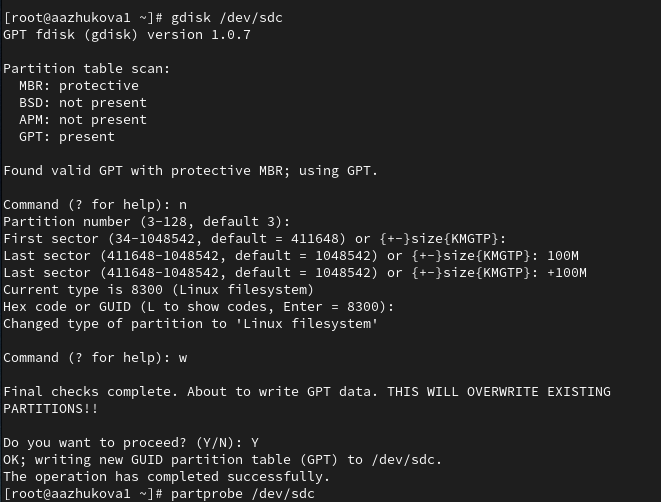 [root@aazhukova1 ~]# gdisk /dev/sdc
GPT fdisk (gdisk) version 1.0.7
Partition table scan:
  MBR: protective
  BSD: not present
  APM: not present
  GPT: present
Found valid GPT with protective MBR; using GPT.
Command (? for help): n
Partition number (3-128, default 3):
First sector (34-1048542, default = 411648) or {+-}size{KMGTP}:
Last sector (411648-1048542, default = 1048542) or {+-}size{KMGTP}: 100M
Last sector (411648-1048542, default = 1048542) or {+-}size{KMGTP}: +100M
Current type is 8300 (Linux filesystem)
Hex code or GUID (L to show codes, Enter = 8300):
Changed type of partition to 'Linux filesystem'
Command (? for help): w
Final checks complete. About to write GPT data. THIS WILL OVERWRITE EXISTING
PARTITIONS!!
Do you want to proceed? (Y/N): Y
OK; writing new GUID partition table (GPT) to /dev/sdc.
The operation has completed successfully.
[root@aazhukova1 ~]# partprobe /dev/sdc